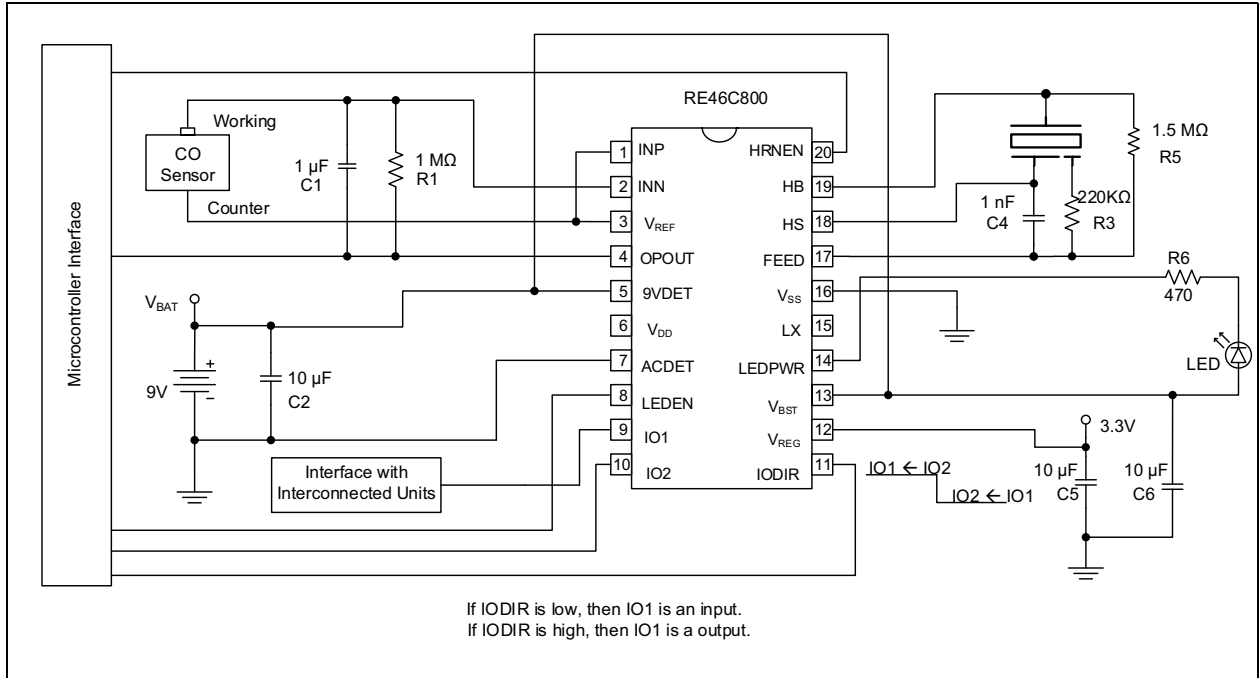 Microcontroller Interface
Working
CO
Sensor
Counter
1 µF
C1
1 MΩ
R1
RE46C800
1 INP
2 INN
3 VREF
4 OPOUT
5 9VDET
6 VDD
7 ACDET
8 LEDEN
9 IO1
10 IO2
HRNEN 20
HB 19
HS 18
FEED 17
VSS 16
LX 15
LEDPWR 14
VBST 13
VREG 12
IODIR 11
VBAT
+
–
9V
10 µF
C2
Interface with
Interconnected Units
1 nF
C4
220KΩ
R3
1.5 MΩ
R5
R6
470
LED
3.3V
10 µF
C5
10 µF
C6
IO1 ← IO2
IO2 ← IO1
If IODIR is low, then IO1 is an input.
If IODIR is high, then IO1 is a output.